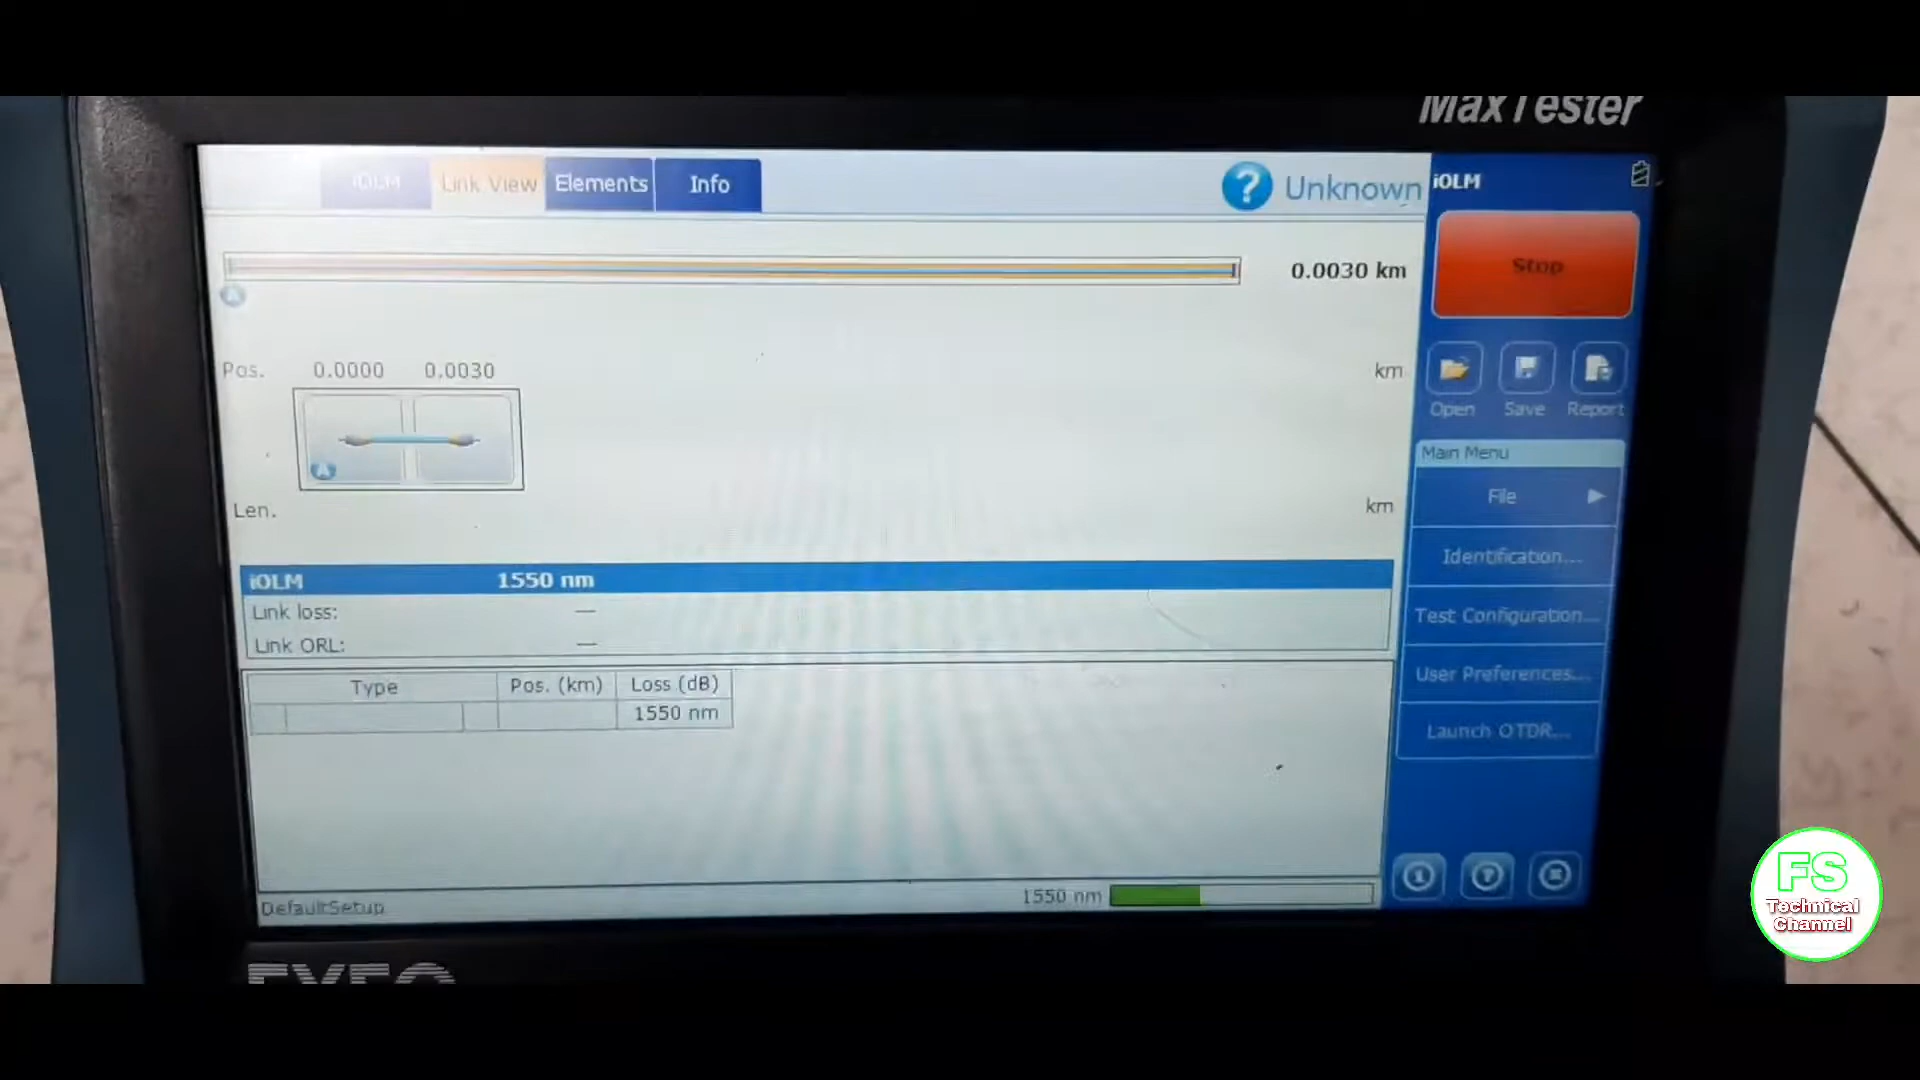 MaxTester
iOLM
Link View
Elements
Info
? Unknown
iOLM
Stop
0.0030 km
A
Pos.
0.0000
0.0030
km
A
Open
Save
Report
Main Menu
File
Len.
km
Identification...
iOLM
1550 nm
Link loss:
---
Test Configuration...
Link ORL:
---
User Preferences...
Type
Pos. (km)
Loss (dB)
1550 nm
Launch OTDR...
DefaultSetup
1550 nm
EXFO
FS
Technical
Channel